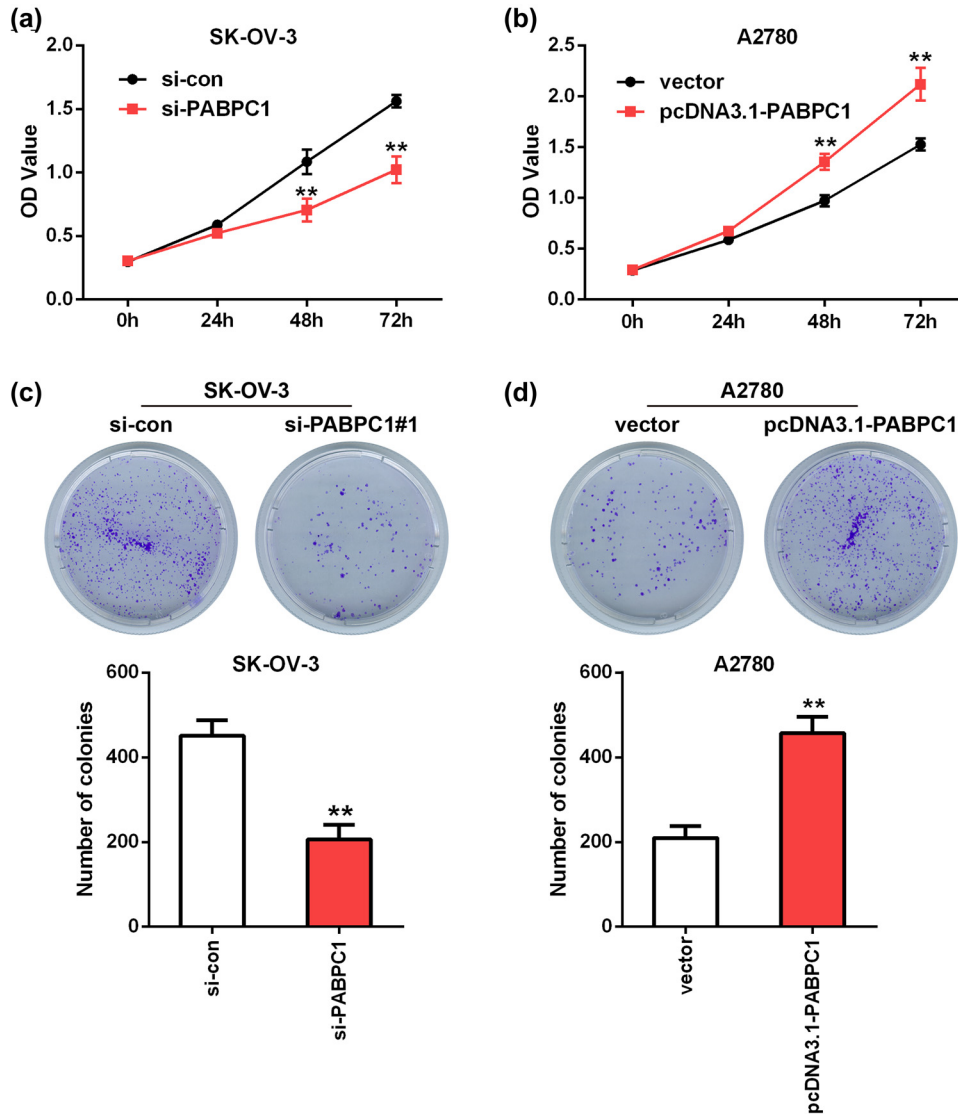 (a)
SK-OV-3
2.0
1.5
1.0
0.5
0.0
OD Value
si-con
si-PABPC1
**
**
0h 24h 48h 72h
(b)
A2780
2.5
2.0
1.5
1.0
0.5
0.0
OD Value
vector
pcDNA3.1-PABPC1
**
**
0h 24h 48h 72h
(c)
SK-OV-3
si-con si-PABPC1#1
SK-OV-3
600
400
200
0
Number of colonies
**
si-con
si-PABPC1
(d)
A2780
vector pcDNA3.1-PABPC1
A2780
600
400
200
0
Number of colonies
**
vector
pcDNA3.1-PABPC1